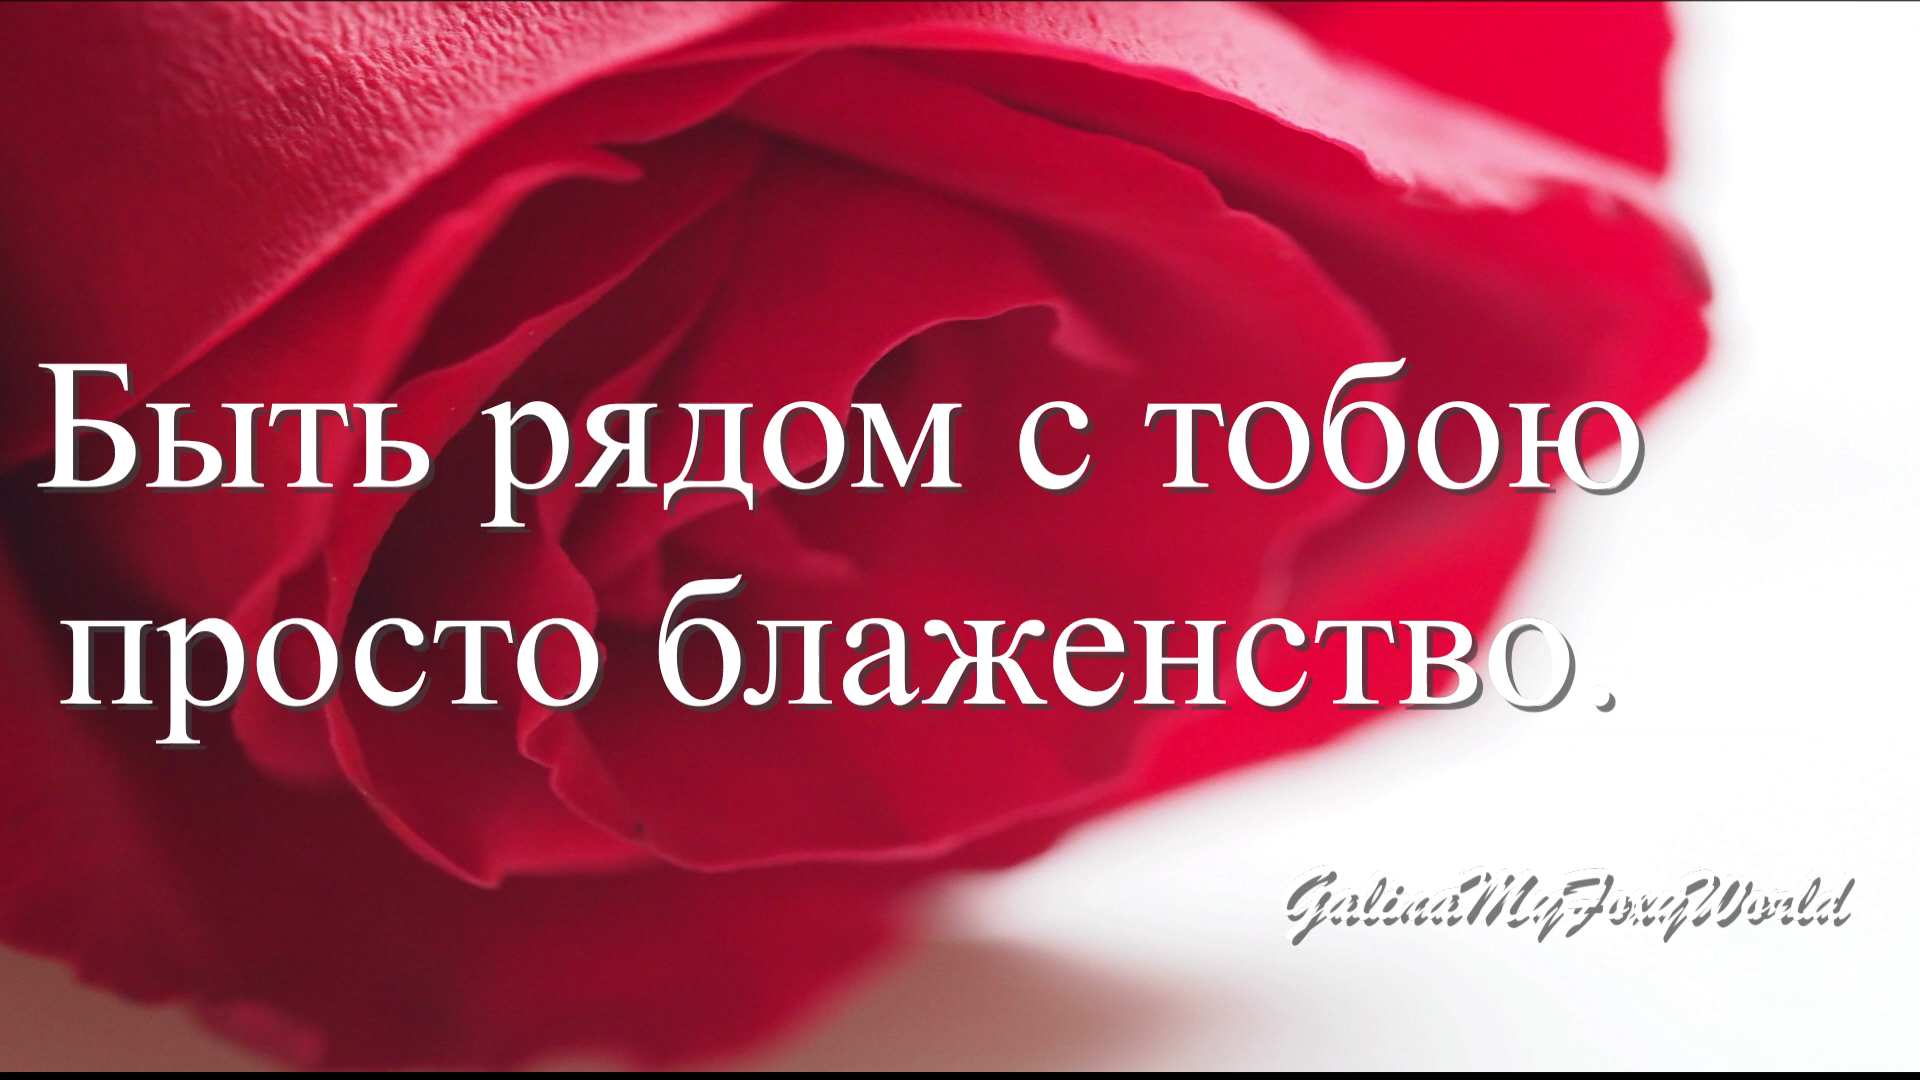 Быть рядом с тобою
просто блаженство.
GalinaMyFoxyWorld